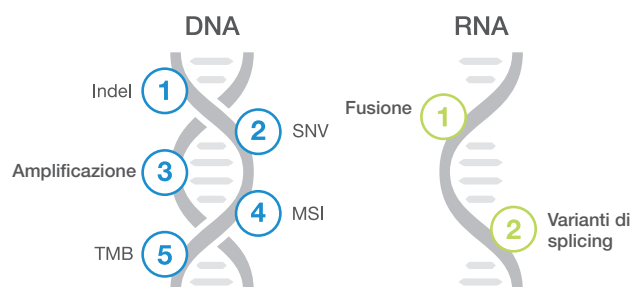 DNA
Indel 1
2 SNV
Amplificazione 3
4 MSI
TMB 5
RNA
Fusione 1
2 Varianti di
splicing